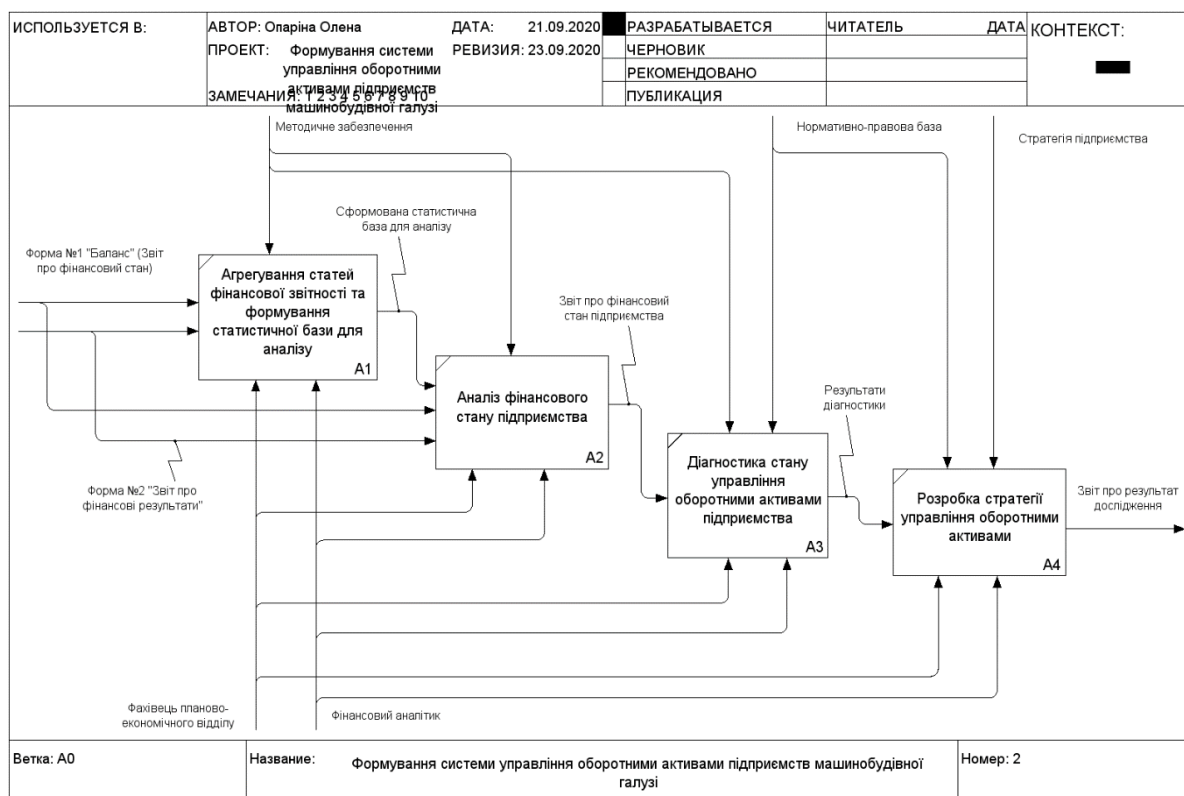 ИСПОЛЬЗУЕТСЯ В:
АВТОР: Опаріна Олена
ДАТА: 21.09.2020
РАЗРАБАТЫВАЕТСЯ
ЧИТАТЕЛЬ
ДАТА
КОНТЕКСТ:
ПРОЕКТ: Формування системи
управління оборотними
активами підприємств
машинобудівної галузі
РЕВИЗИЯ: 23.09.2020
ЧЕРНОВИК
РЕКОМЕНДОВАНО
ЗАМЕЧАНИЯ: 1 2 3 4 5 6 7 8 9 10
ПУБЛИКАЦИЯ
Методичне забезпечення
Нормативно-правова база
Стратегія підприємства
Сформована статистична
база для аналізу
Форма №1 "Баланс" (Звіт
про фінансовий стан)
Агрегування статей
фінансової звітності та
формування
статистичної бази для
аналізу
A1
Звіт про фінансовий
стан підприємства
Аналіз фінансового
стану підприємства
A2
Результати
діагностики
Форма №2 "Звіт про
фінансові результати"
Діагностика стану
управління
оборотними активами
підприємства
A3
Розробка стратегії
управління оборотними
активами
A4
Звіт про результат
дослідження
Фахівець планово-
економічного відділу
Фінансовий аналітик
Ветка: A0
Название: Формування системи управління оборотними активами підприємств машинобудівної
галузі
Номер: 2